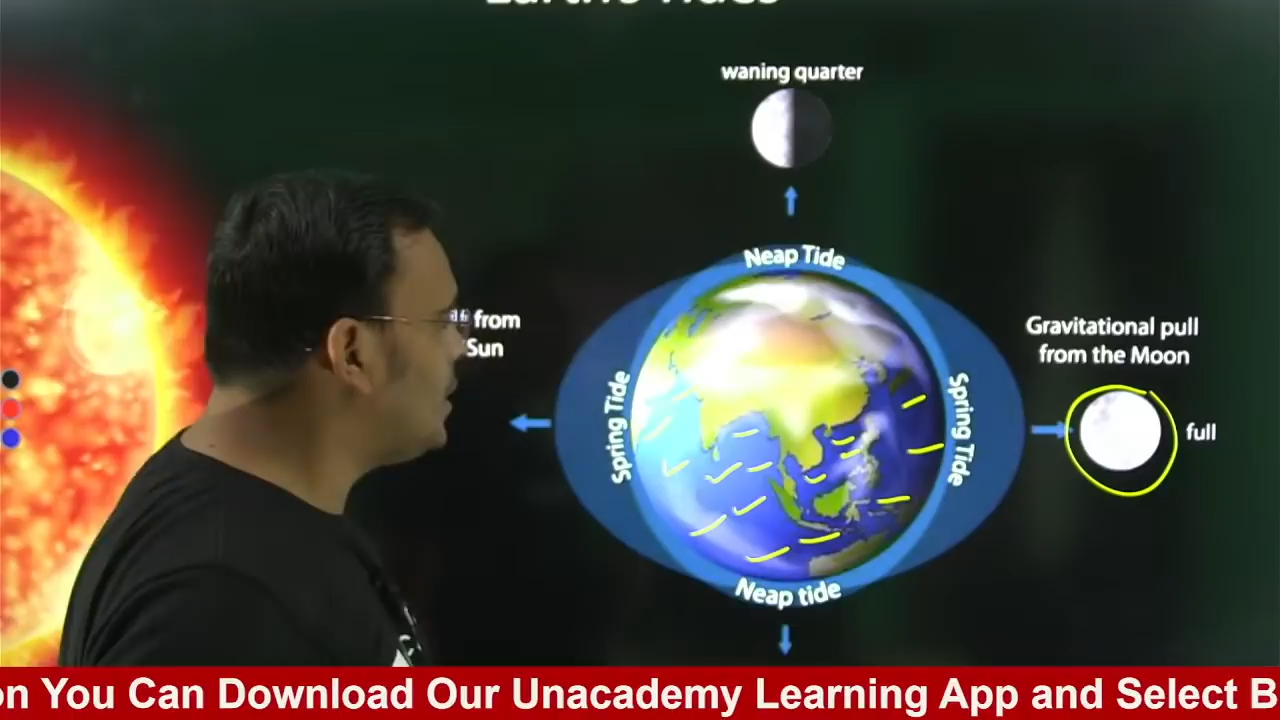 waning quarter
Neap Tide
from
Sun
Gravitational pull
from the Moon
Spring Tide
Spring Tide
full
Neap tide
on You Can Download Our Unacademy Learning App and Select B